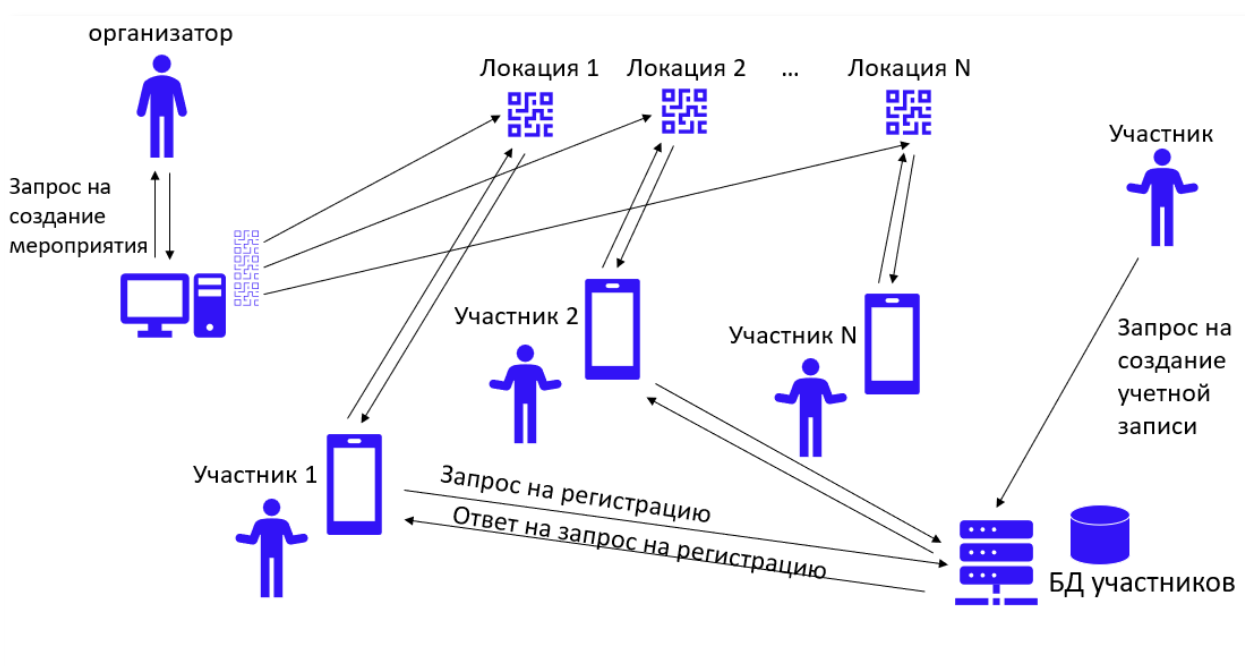 организатор
Локация 1
Локация 2
...
Локация N
Участник
Запрос на
создание
мероприятия
Участник 2
Участник N
Запрос на
создание
учетной
записи
Участник 1
Запрос на регистрацию
Ответ на запрос на регистрацию
БД участников